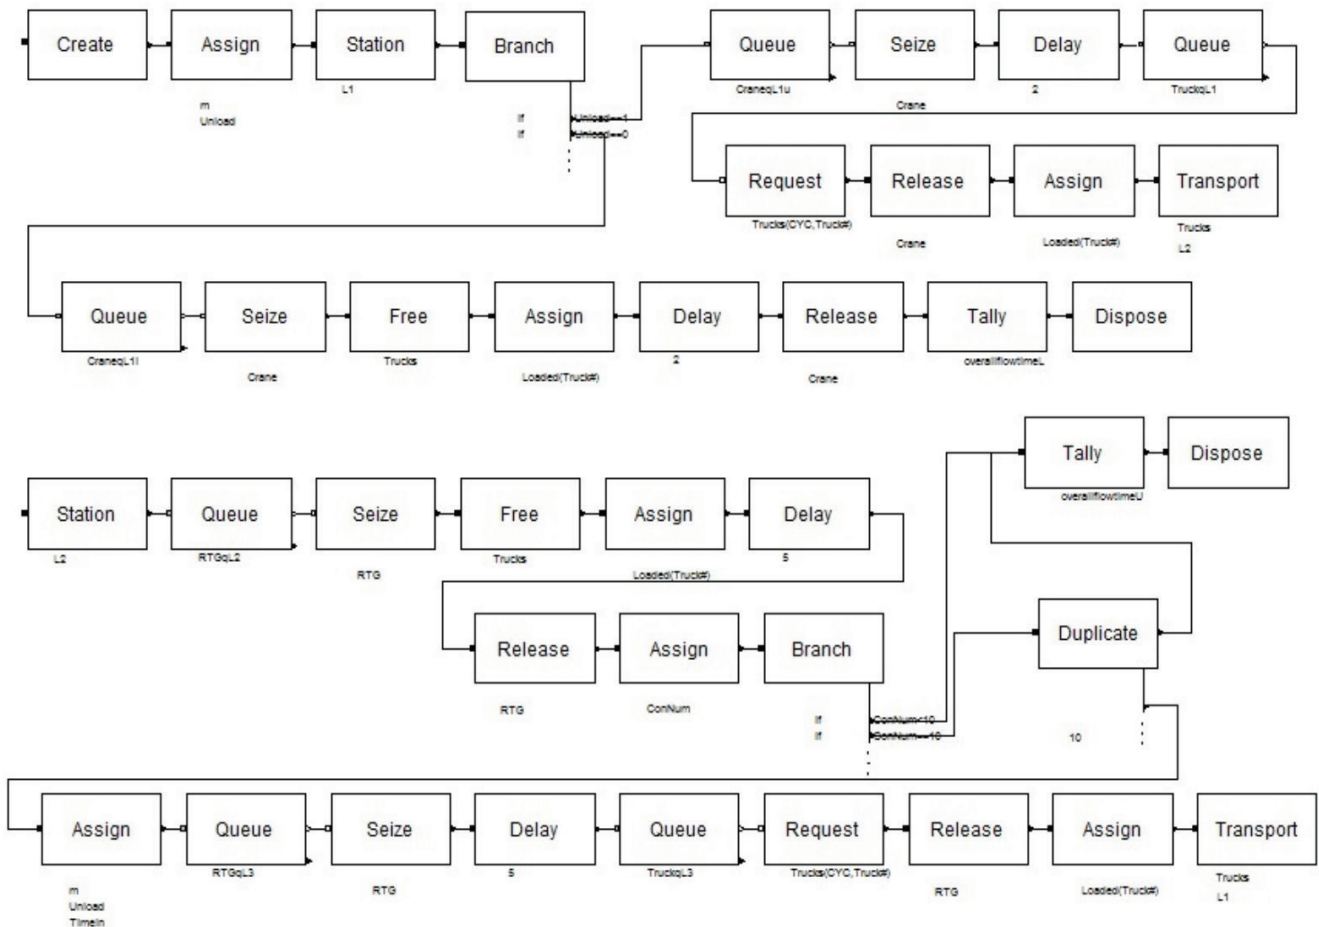 Create
Assign
Station
Branch
Queue
Seize
Delay
Queue
L1
CraneqL1u
2
TruckqL1
m
Unload
Crane
If Unload==1
If Unload==0
Request
Release
Assign
Transport
Trucks(CYC,Truck#)
Crane
Loaded(Truck#)
Trucks
L2
Queue
Seize
Free
Assign
Delay
Release
Tally
Dispose
CraneqL1l
Crane
Trucks
Loaded(Truck#)
2
Crane
overallflowtimeL
Tally
Dispose
overallflowtimeU
Station
Queue
Seize
Free
Assign
Delay
L2
RTGqL2
RTG
Trucks
Loaded(Truck#)
5
Release
Assign
Branch
Duplicate
RTG
ConNum
If ConNum<10
If ConNum==10
10
Assign
Queue
Seize
Delay
Queue
Request
Release
Assign
Transport
m
Unload
TimeIn
RTGqL3
RTG
5
TruckqL3
Trucks(CYC,Truck#)
RTG
Loaded(Truck#)
Trucks
L1